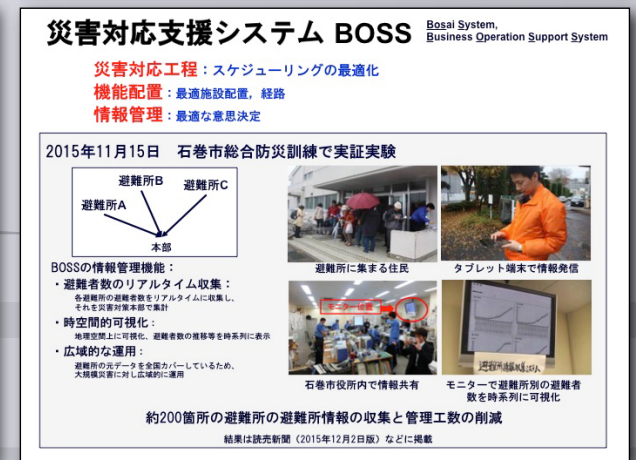 災害対応支援システム BOSS
Bosai System,
Business Operation Support System
災害対応工程：スケジューリングの最適化
機能配置：最適施設配置，経路
情報管理：最適な意思決定
2015年11月15日　石巻市総合防災訓練で実証実験
避難所B
避難所C
避難所A
本部
BOSSの情報管理機能：
・避難者数のリアルタイム収集：
各避難所の避難者数をリアルタイムに収集し、
それを災害対策本部で集計
・時空間的可視化：
地理空間上に可視化、避難者数の推移等を時系列に表示
・広域的な運用：
避難所の元データを全国カバーしているため、
大規模災害に対し広域的に運用
避難所に集まる住民
タブレット端末で情報発信
モニター位置
石巻市役所内で情報共有
モニターで避難所別の避難者
数を時系列に可視化
約200箇所の避難所の避難所情報の収集と管理工数の削減
結果は読売新聞（2015年12月2日版）などに掲載